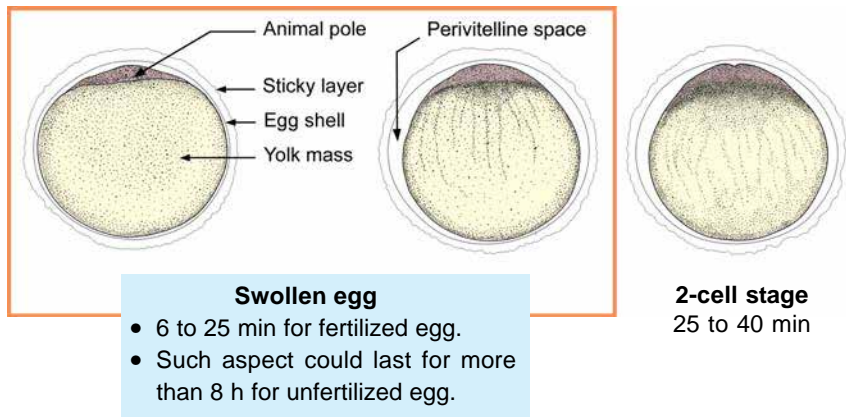 Animal pole
Perivitelline space
Sticky layer
Egg shell
Yolk mass
Swollen egg
• 6 to 25 min for fertilized egg.
• Such aspect could last for more
than 8 h for unfertilized egg.
2-cell stage
25 to 40 min